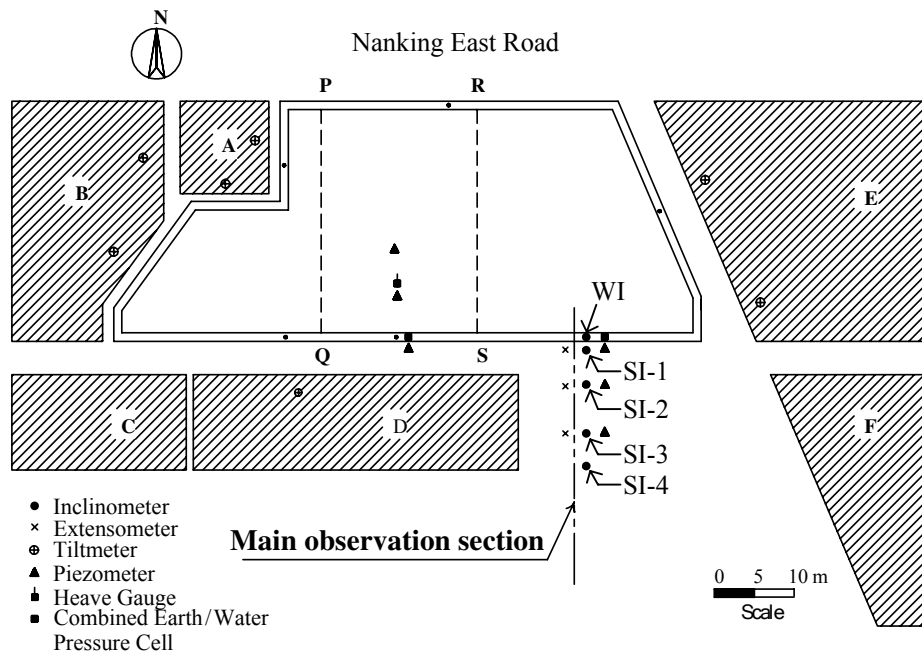 N
Nanking East Road
P R
A
B
E
WI
Q S
SI-1
SI-2
C D F
SI-3
SI-4
Inclinometer
Extensometer
Tiltmeter
Piezometer
Heave Gauge
Combined Earth/Water
Pressure Cell
Main observation section
0 5 10 m
Scale